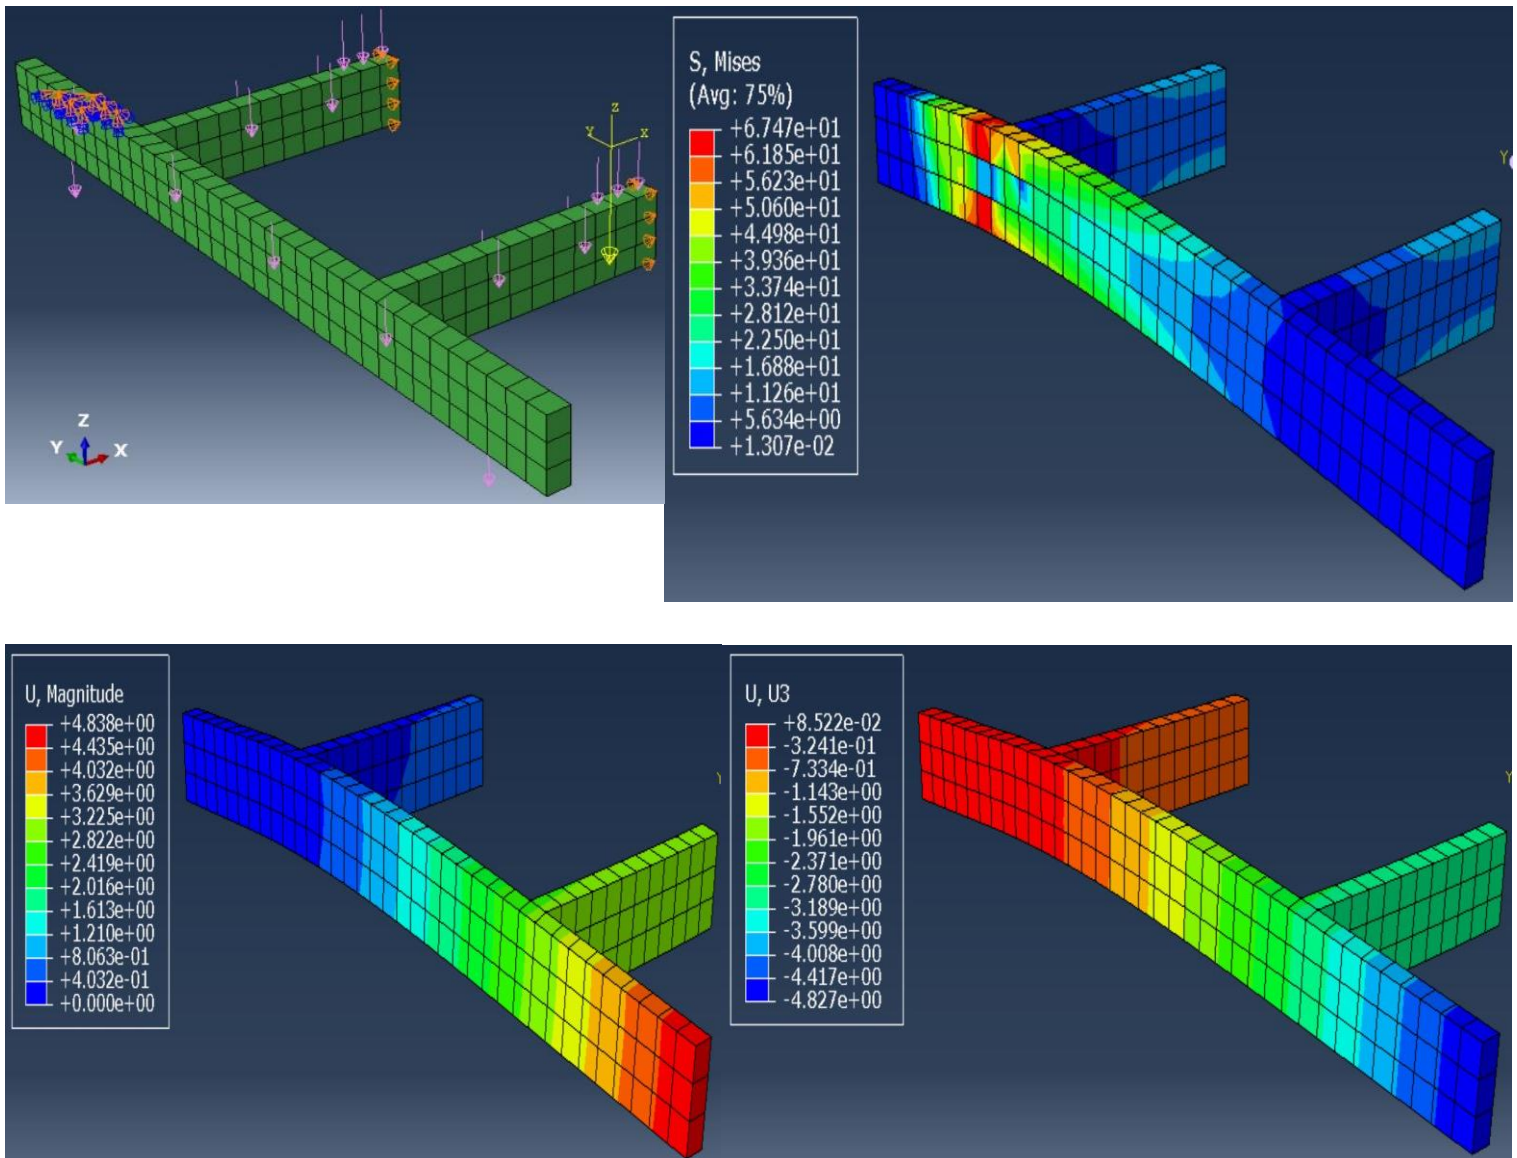 z
Y
x
Z
Y
X
S, Mises
(Avg: 75%)
+6.747e+01
+6.185e+01
+5.623e+01
+5.060e+01
+4.498e+01
+3.936e+01
+3.374e+01
+2.812e+01
+2.250e+01
+1.688e+01
+1.126e+01
+5.634e+00
+1.307e-02
Y
U, Magnitude
+4.838e+00
+4.435e+00
+4.032e+00
+3.629e+00
+3.225e+00
+2.822e+00
+2.419e+00
+2.016e+00
+1.613e+00
+1.210e+00
+8.063e-01
+4.032e-01
+0.000e+00
Y
U, U3
+8.522e-02
-3.241e-01
-7.334e-01
-1.143e+00
-1.552e+00
-1.961e+00
-2.371e+00
-2.780e+00
-3.189e+00
-3.599e+00
-4.008e+00
-4.417e+00
-4.827e+00
Y